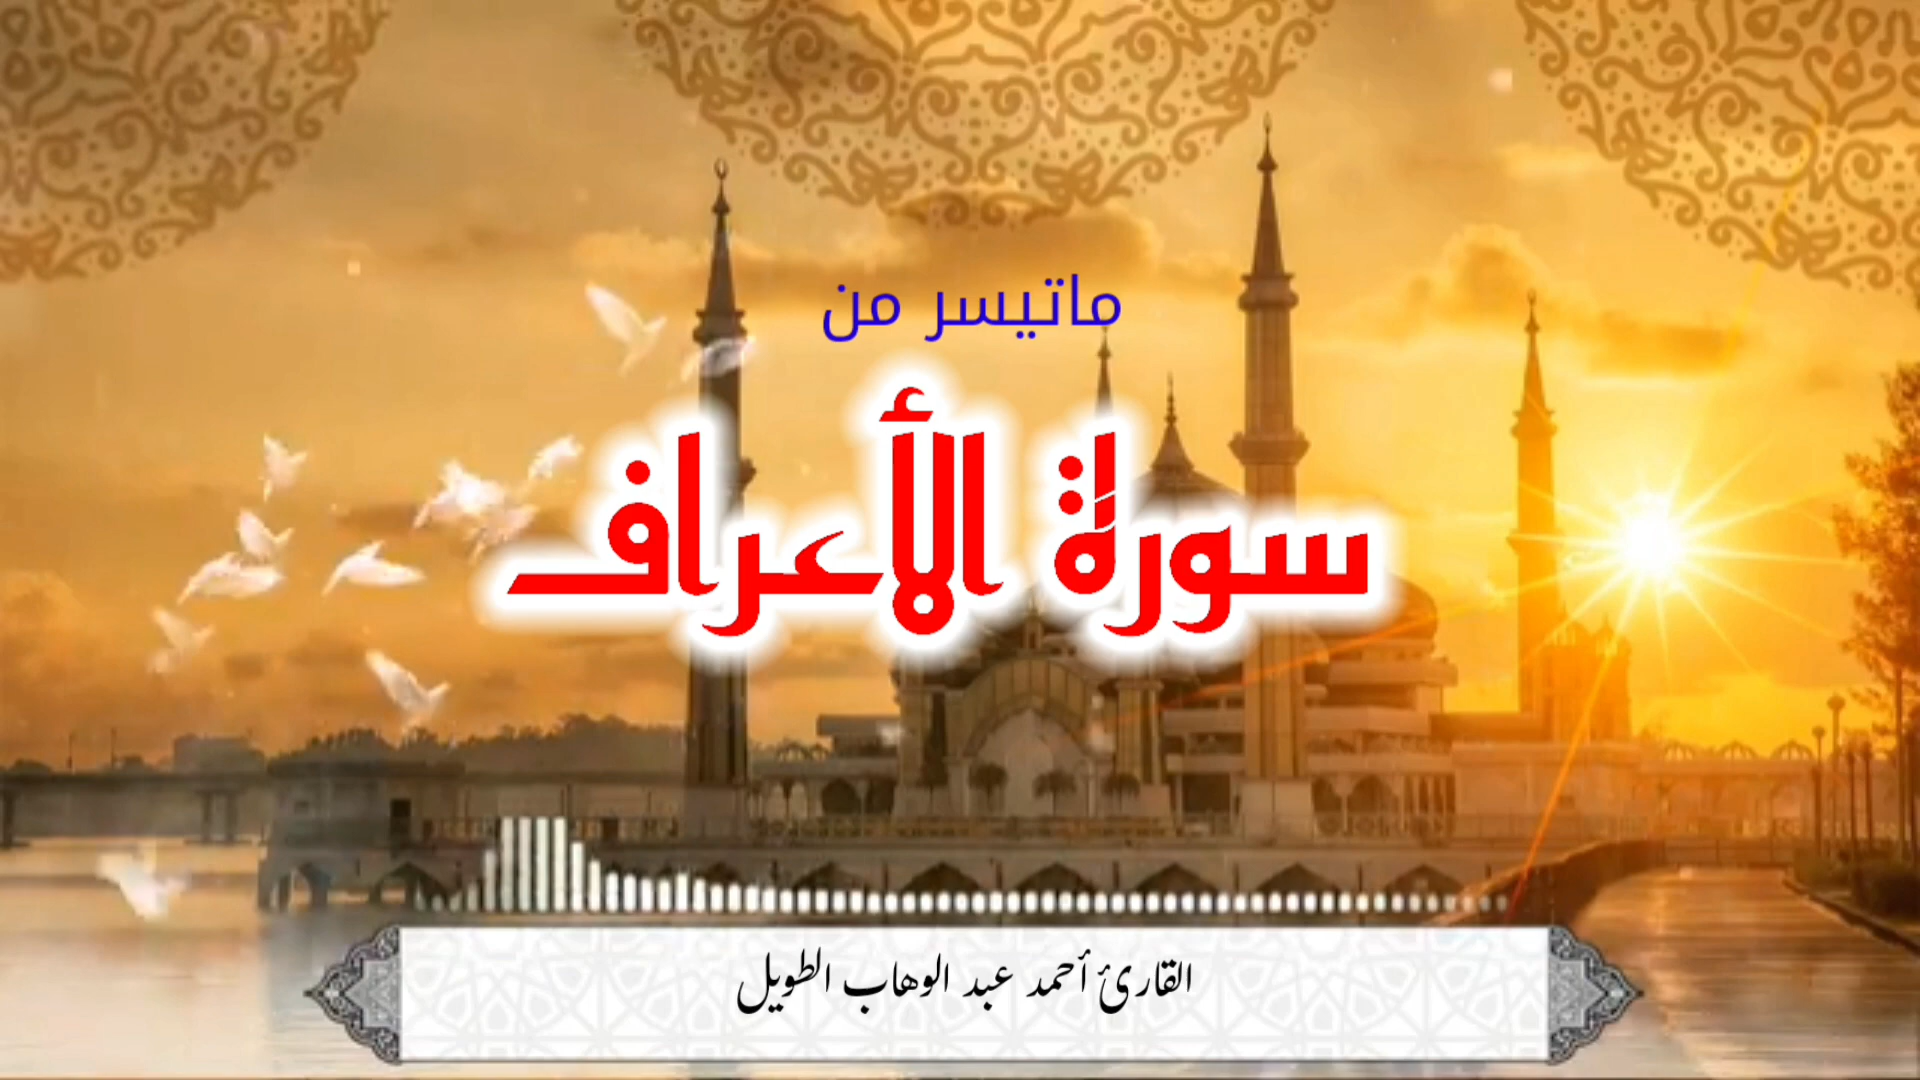 ماتيسر من
سورة الأعراف
القارئ أحمد عبد الوهاب الطويل